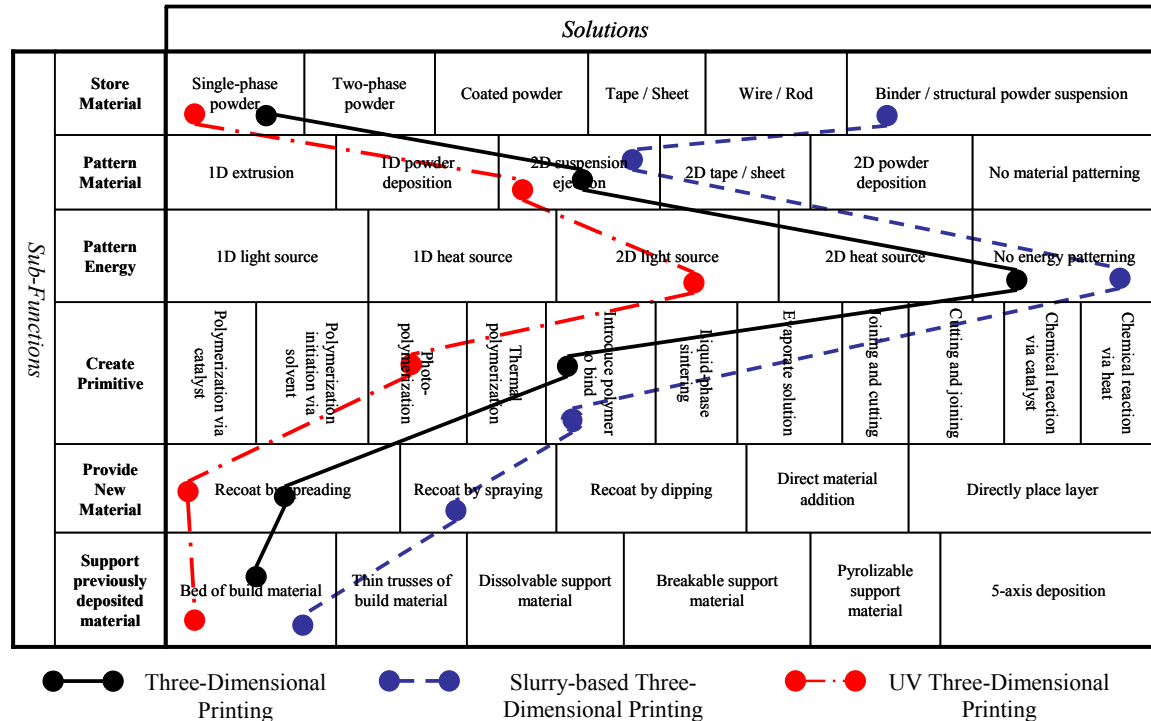 Solutions
Sub-Functions
Store
Material
Single-phase
powder
Two-phase
powder
Coated powder
Tape / Sheet
Wire / Rod
Binder / structural powder suspension
Pattern
Material
1D extrusion
1D powder
deposition
2D suspension
ejection
2D tape / sheet
2D powder
deposition
No material patterning
Pattern
Energy
1D light source
1D heat source
2D light source
2D heat source
No energy patterning
Create
Primitive
Polymerization via
catalyst
Polymerization
initiation via
solvent
Photo-
polymerization
Thermal
polymerization
Introduce polymer
to bind
Liquid-phase
sintering
Evaporate solution
Joining and cutting
Cutting and joining
Chemical reaction
via catalyst
Chemical reaction
via heat
Provide
New
Material
Recoat by spreading
Recoat by spraying
Recoat by dipping
Direct material
addition
Directly place layer
Support
previously
deposited
material
Bed of build material
Thin trusses of
build material
Dissolvable support
material
Breakable support
material
Pyrolizable
support
material
5-axis deposition
Three-Dimensional
Printing
Slurry-based Three-
Dimensional Printing
UV Three-Dimensional
Printing